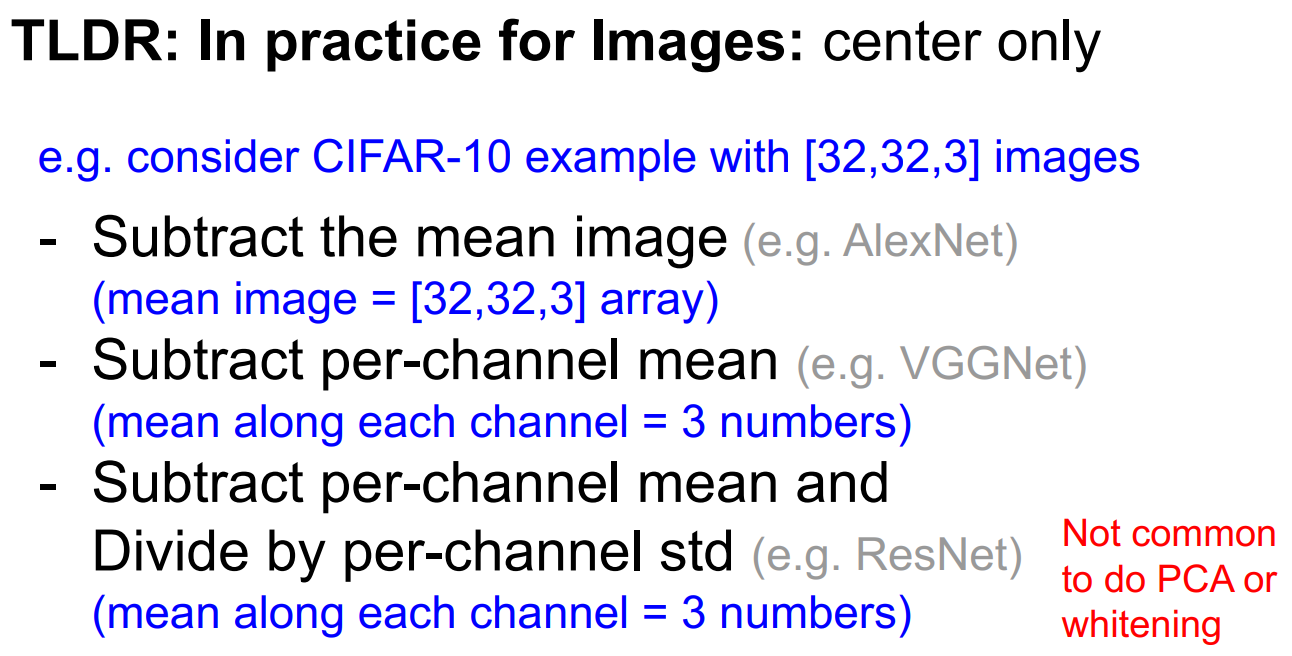 TLDR: In practice for Images: center only
e.g. consider CIFAR-10 example with [32,32,3] images
- Subtract the mean image (e.g. AlexNet)
(mean image = [32,32,3] array)
- Subtract per-channel mean (e.g. VGGNet)
(mean along each channel = 3 numbers)
- Subtract per-channel mean and
Divide by per-channel std (e.g. ResNet)
(mean along each channel = 3 numbers)
Not common
to do PCA or
whitening